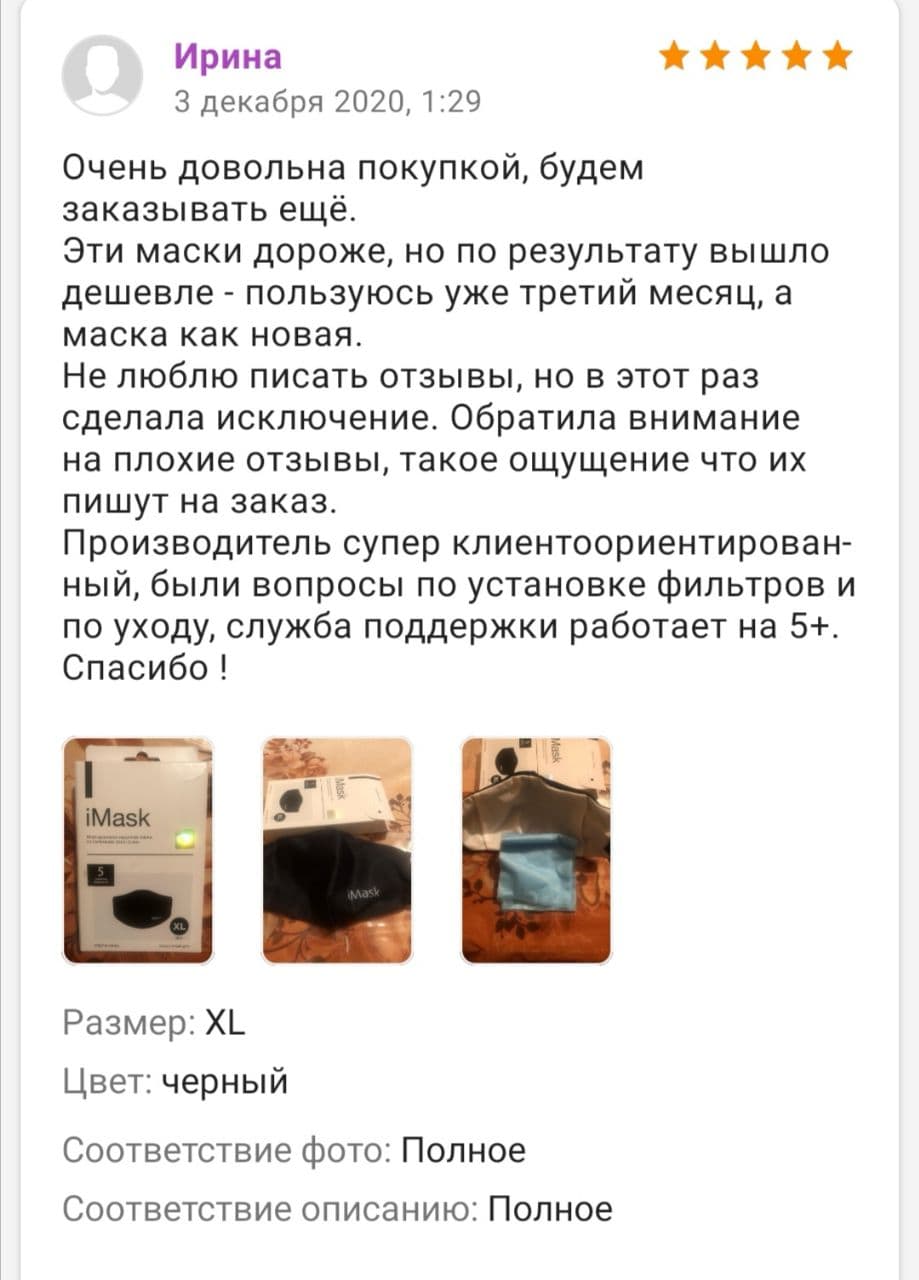 Ирина
3 декабря 2020, 1:29
Очень довольна покупкой, будем
заказывать ещё.
Эти маски дороже, но по результату вышло
дешевле - пользуюсь уже третий месяц, а
маска как новая.
Не люблю писать отзывы, но в этот раз
сделала исключение. Обратила внимание
на плохие отзывы, такое ощущение что их
пишут на заказ.
Производитель супер клиентоориентирован-
ный, были вопросы по установке фильтров и
по уходу, служба поддержки работает на 5+.
Спасибо !
iMask
5
XL
Mask
iMask
Mask
Размер: XL
Цвет: черный
Соответствие фото: Полное
Соответствие описанию: Полное